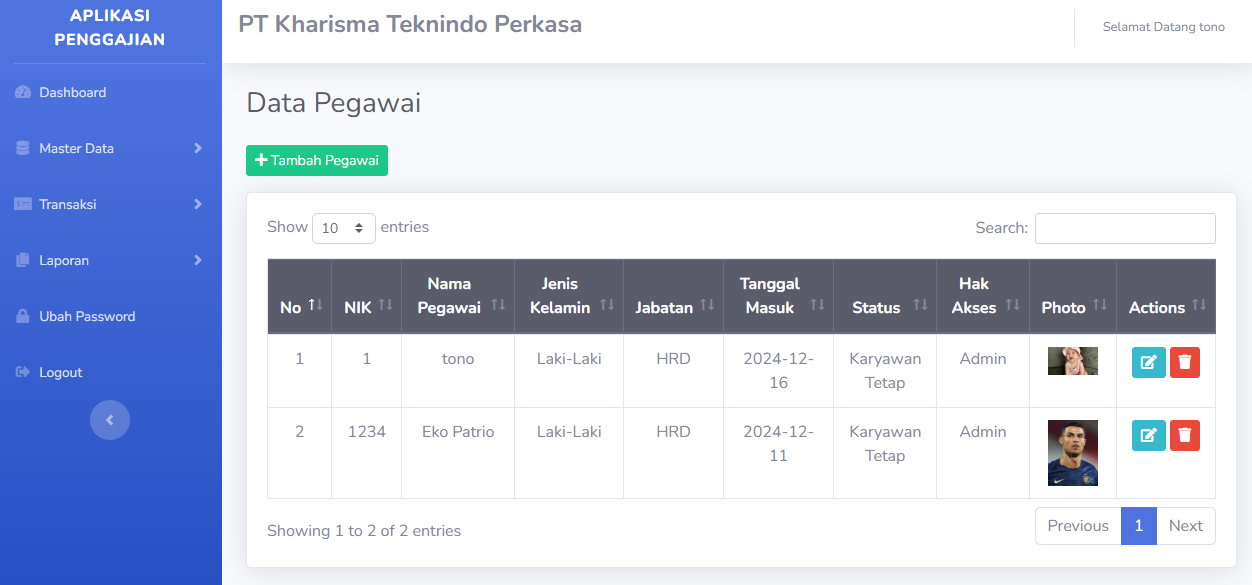 APLIKASI
PENGGAJIAN
PT Kharisma Teknindo Perkasa
Selamat Datang tono
Dashboard
Master Data
Transaksi
Laporan
Ubah Password
Logout
Data Pegawai
Tambah Pegawai
Show 10 entries
Search:
No NIK Nama Pegawai Jenis Kelamin Jabatan Tanggal Masuk Status Hak Akses Photo Actions
1 1 tono Laki-Laki HRD 2024-12-16 Karyawan Tetap Admin
2 1234 Eko Patrio Laki-Laki HRD 2024-12-11 Karyawan Tetap Admin
Showing 1 to 2 of 2 entries
Previous 1 Next